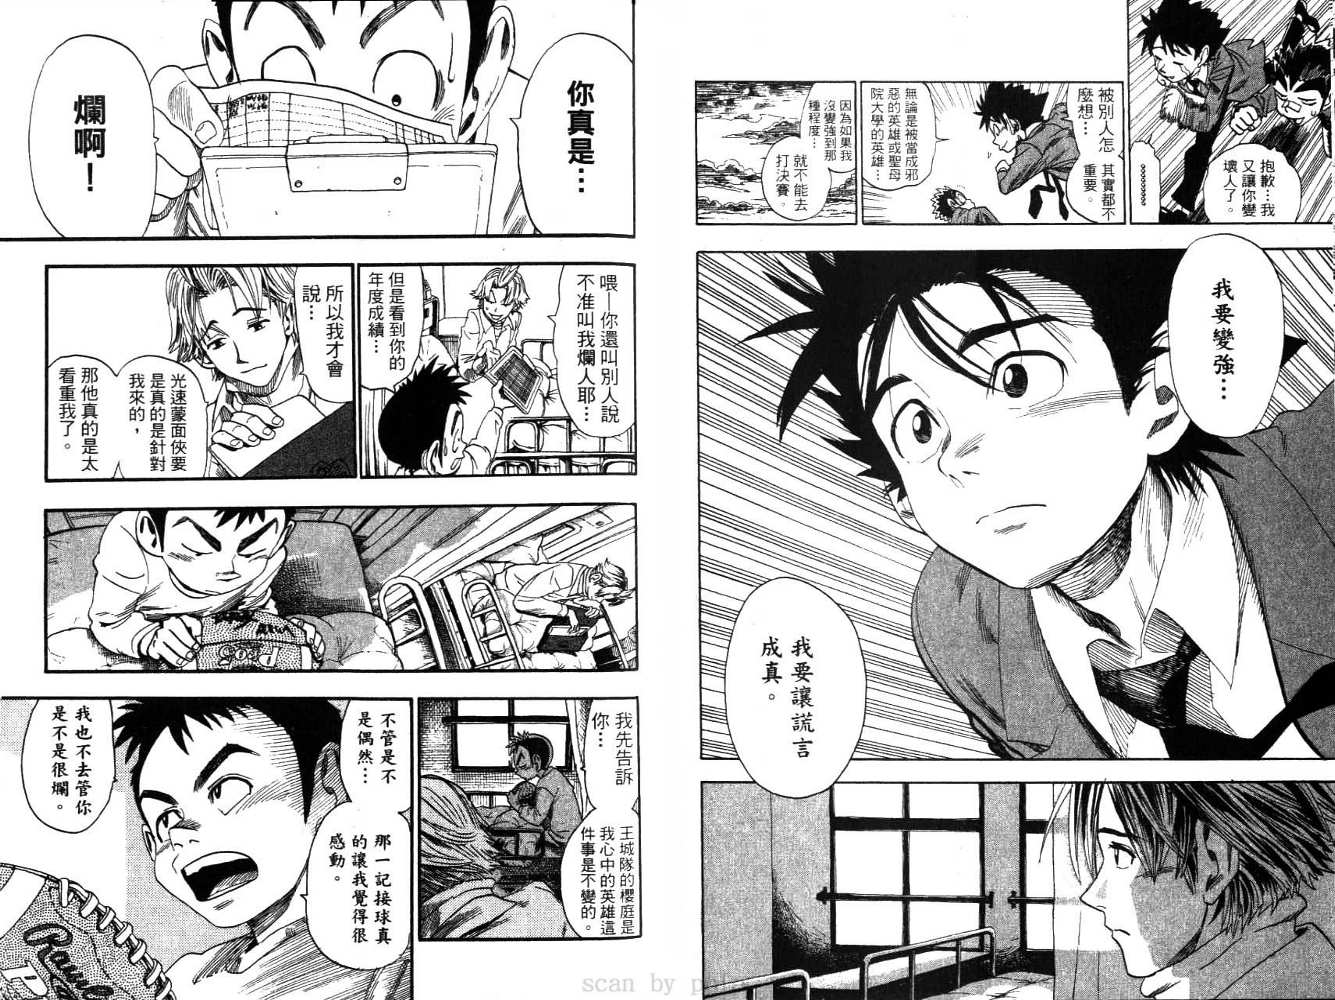 抱歉…我
又讓你變
壞人了。
…………
被別人怎
麼想…
其實都不
重要。
無論是被當成邪
惡的英雄或聖母
院大學的英雄…
因為如果我
沒變強到那
種程度…
就不能去
打決賽。
我要變強…
我要讓謊言
成真。
你真是…
爛啊！
喂—你還叫別人說
不准叫我爛人耶…
但是看到你的
年度成績…
所以我才會
說…
光速蒙面俠要
是真的是針對
我來的，
那他真的是太
看重我了。
我先告訴
你…
王城隊的櫻庭是
我心中的英雄這
件事是不變的。
不管是不
是偶然…
那一記接球真
的讓我覺得很
感動。
我也不去管你
是不是很爛。
scan by